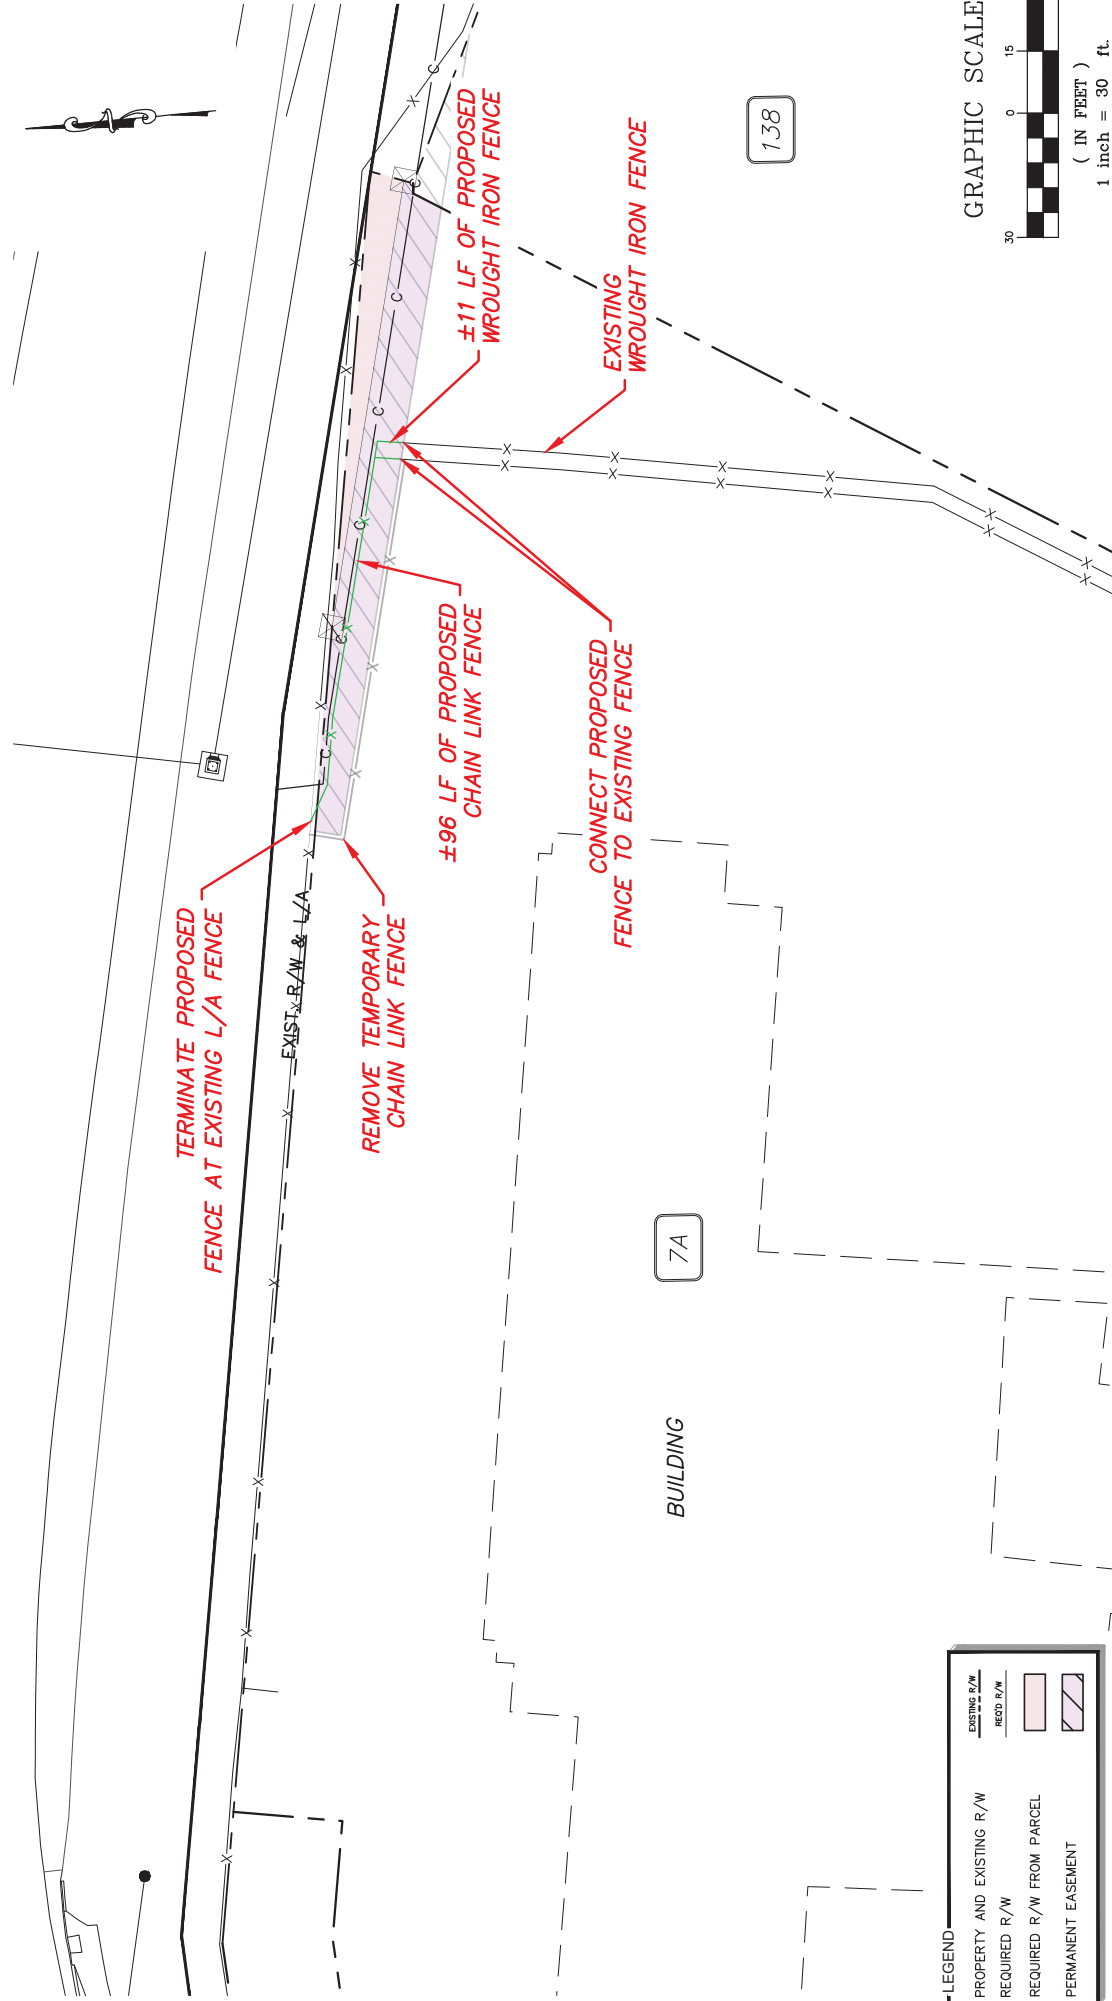 TERMINATE PROPOSED
FENCE AT EXISTING L/A FENCE
EXIST. R/W & L/A
REMOVE TEMPORARY
CHAIN LINK FENCE
±96 LF OF PROPOSED
CHAIN LINK FENCE
±11 LF OF PROPOSED
WROUGHT IRON FENCE
CONNECT PROPOSED
FENCE TO EXISTING FENCE
EXISTING
WROUGHT IRON FENCE
138
7A
BUILDING
GRAPHIC SCALE
30 0 15
( IN FEET )
1 inch = 30 ft.
LEGEND
PROPERTY AND EXISTING R/W
EXISTING R/W
REQUIRED R/W
REQ'D R/W
REQUIRED R/W FROM PARCEL
PERMANENT EASEMENT